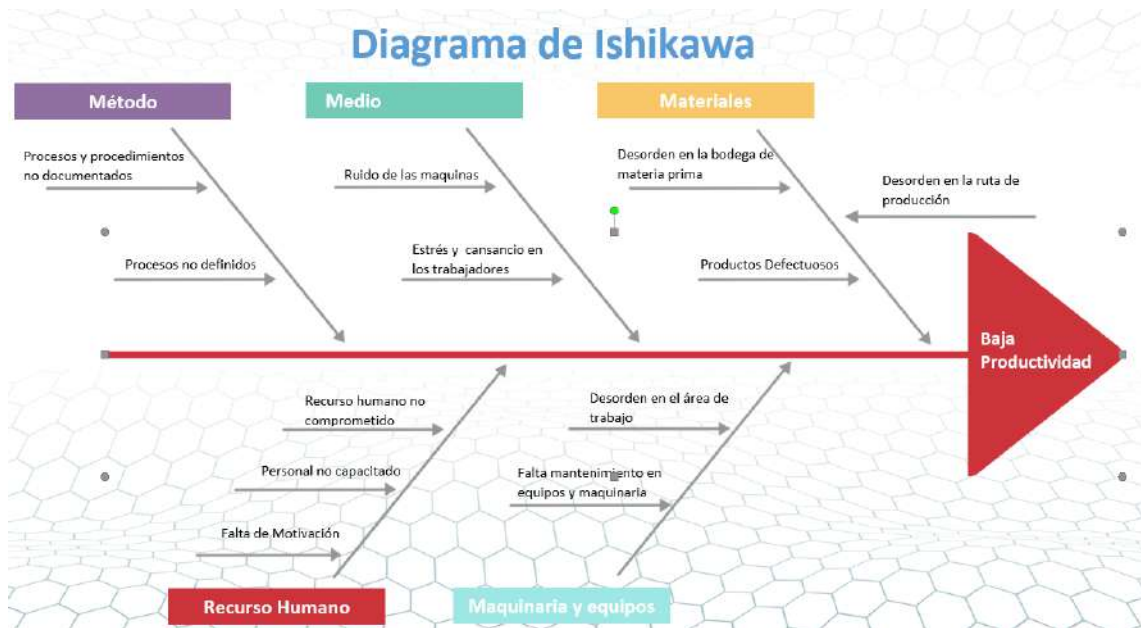 Diagrama de Ishikawa
Método
Medio
Materiales
Procesos y procedimientos
no documentados
Procesos no definidos
Ruido de las maquinas
Estrés y cansancio en
los trabajadores
Desorden en la bodega de
materia prima
Desorden en la ruta de
producción
Productos Defectuosos
Baja
Productividad
Recurso humano no
comprometido
Personal no capacitado
Falta de Motivación
Desorden en el área de
trabajo
Falta mantenimiento en
equipos y maquinaria
Recurso Humano
Maquinaria y equipos